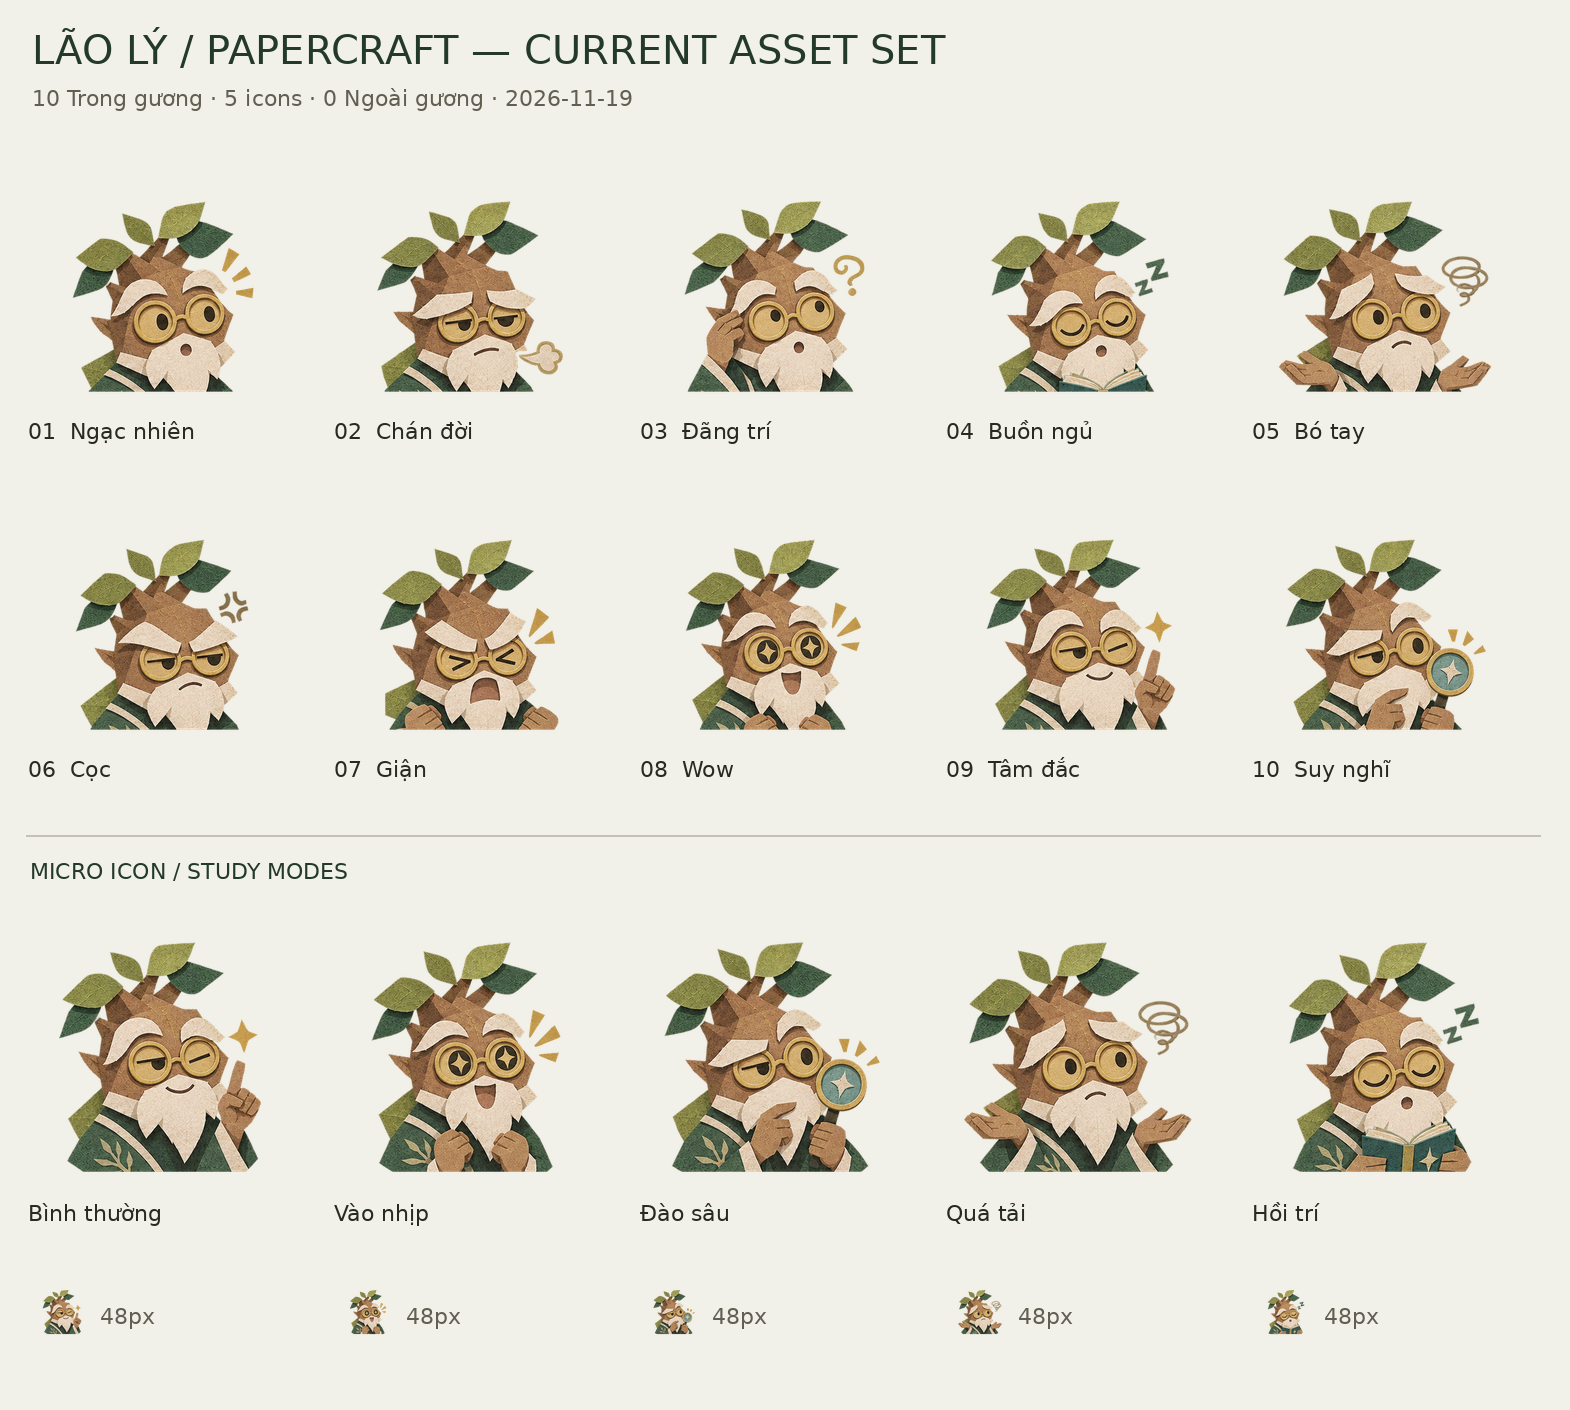 LÃO LÝ / PAPERCRAFT — CURRENT ASSET SET
10 Trong gương · 5 icons · 0 Ngoài gương · 2026-11-19
01 Ngạc nhiên
02 Chán đời
03 Đãng trí
04 Buồn ngủ
05 Bó tay
06 Cọc
07 Giận
08 Wow
09 Tâm đắc
10 Suy nghĩ
MICRO ICON / STUDY MODES
Bình thường
Vào nhịp
Đào sâu
Quá tải
Hồi trí
48px
48px
48px
48px
48px